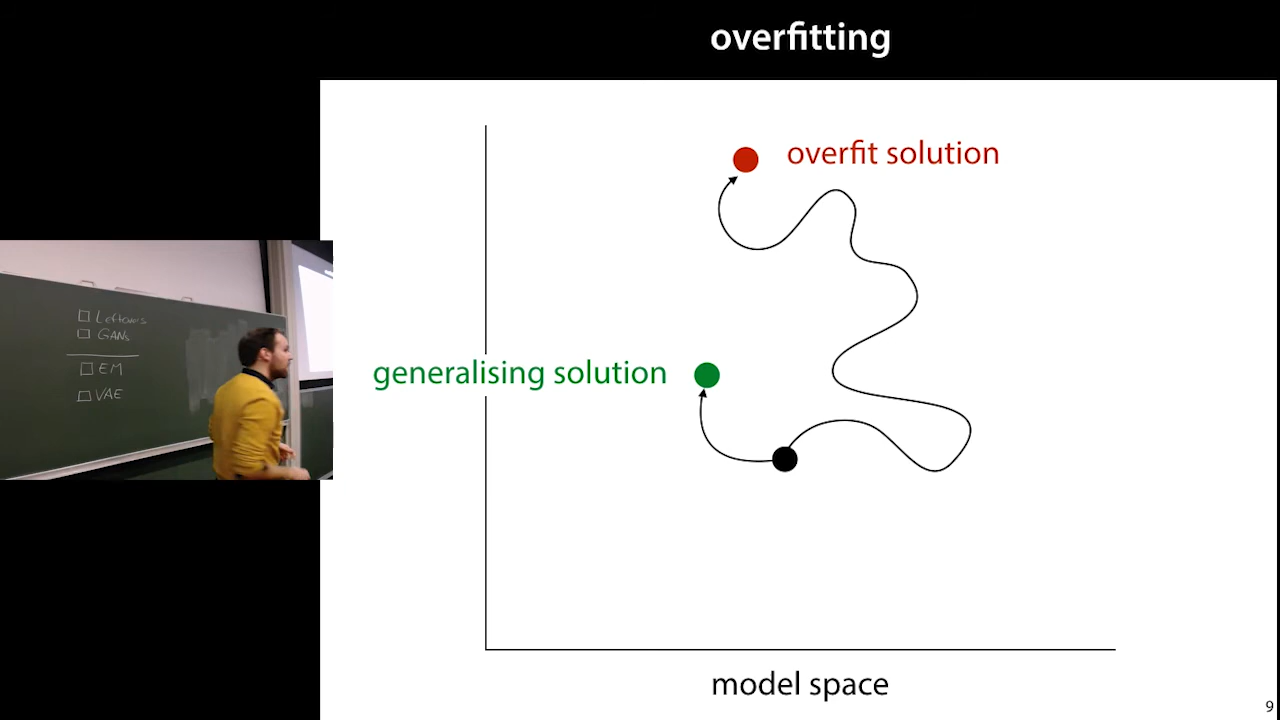 overfitting
overfit solution
generalising solution
model space
9
Leftovers
GANs
EM
VAE